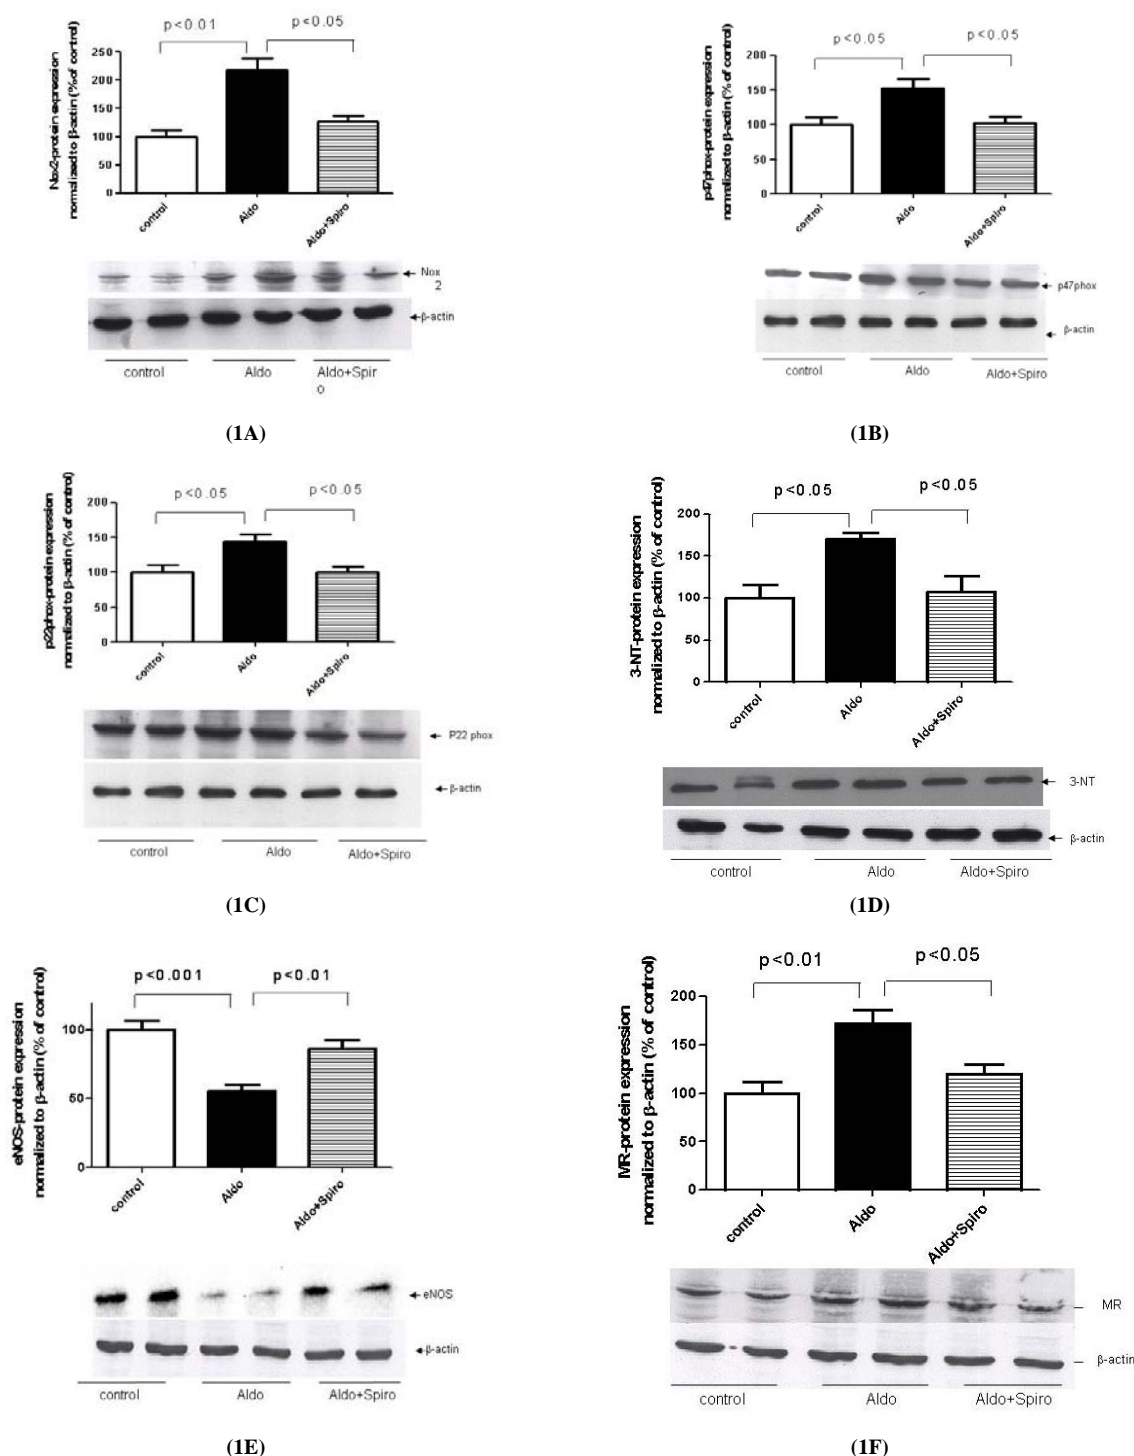 p<0.01
p<0.05
Nox2-protein expression
normalized to β-actin (% of control)
250
200
150
100
50
0
control
Aldo
Aldo+Spiro
Nox
2
β-actin
control
Aldo
Aldo+Spir
o
(1A)
p<0.05
p<0.05
p47phox-protein expression
normalized to β-actin (% of control)
200
150
100
50
0
control
Aldo
Aldo+Spiro
p47phox
β-actin
control
Aldo
Aldo+Spiro
(1B)
p<0.05
p<0.05
p22phox-protein expression
normalized to β-actin (% of control)
200
150
100
50
0
control
Aldo
Aldo+Spiro
P22 phox
β-actin
control
Aldo
Aldo+Spiro
(1C)
p<0.05
p<0.05
3-NT-protein expression
normalized to β-actin (% of control)
200
150
100
50
0
control
Aldo
Aldo+Spiro
3-NT
β-actin
control
Aldo
Aldo+Spiro
(1D)
p<0.001
p<0.01
eNOS-protein expression
normalized to β-actin (% of control)
100
50
0
control
Aldo
Aldo+Spiro
eNOS
β-actin
control
Aldo
Aldo+Spiro
(1E)
p<0.01
p<0.05
MR-protein expression
normalized to β-actin (% of control)
200
150
100
50
0
control
Aldo
Aldo+Spiro
MR
β-actin
control
Aldo
Aldo+Spiro
(1F)